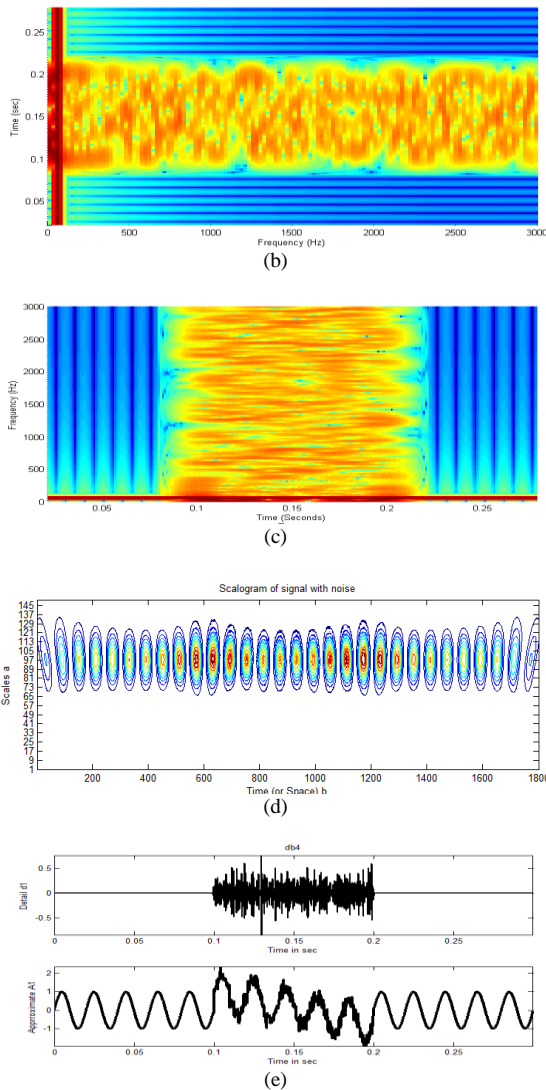 0.25
0.2
0.15
0.1
0.05
Time (sec)
0 500 1000 1500 2000 2500 3000
Frequency (Hz)
(b)
3000
2500
2000
1500
1000
500
0
Frequency (Hz)
0.05 0.1 0.15 0.2 0.25
Time (Seconds)
(c)
Scalogram of signal with noise
145
137
129
121
113
105
97
89
81
73
65
57
49
41
33
25
17
9
1
Scales a
200 400 600 800 1000 1200 1400 1600 1800
Time (or Space) b
(d)
db4
0.5
0
-0.5
Detail d1
0 0.05 0.1 0.15 0.2 0.25
Time in sec
2
1
0
-1
Approximate A1
0 0.05 0.1 0.15 0.2 0.25
Time in sec
(e)